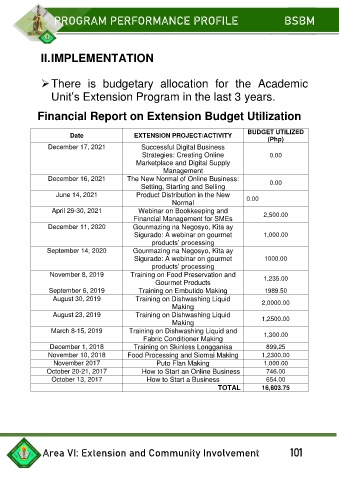 PROGRAM PERFORMANCE PROFILE BSBM
II.IMPLEMENTATION
➢There is budgetary allocation for the Academic
Unit's Extension Program in the last 3 years.
Financial Report on Extension Budget Utilization
Date EXTENSION PROJECT/ACTIVITY BUDGET UTILIZED
(Php)
December 17, 2021 Successful Digital Business
Strategies: Creating Online 0.00
Marketplace and Digital Supply
Management
December 16, 2021 The New Normal of Online Business:
Setting, Starting and Selling 0.00
June 14, 2021 Product Distribution in the New
Normal 0.00
April 29-30, 2021 Webinar on Bookkeeping and
Financial Management for SMEs 2,500.00
December 11, 2020 Gourmazing na Negosyo, Kita ay
Sigurado: A webinar on gourmet 1,000.00
products' processing
September 14, 2020 Gourmazing na Negosyo, Kita ay
Sigurado: A webinar on gourmet 1000.00
products' processing
November 8, 2019 Training on Food Preservation and
Gourmet Products 1,235.00
September 6, 2019 Training on Embutido Making 1989.50
August 30, 2019 Training on Dishwashing Liquid
Making 2,0000.00
August 23, 2019 Training on Dishwashing Liquid
Making 1,2500.00
March 8-15, 2019 Training on Dishwashing Liquid and
Fabric Conditioner Making 1,300.00
December 1, 2018 Training on Skinless Longganisa 899,25
November 10, 2018 Food Processing and Siomai Making 1,2300.00
November 2017 Puto Flan Making 1,000.00
October 20-21, 2017 How to Start an Online Business 746.00
October 13, 2017 How to Start a Business 654.00
TOTAL 16,803.75
Area VI: Extension and Community Involvement 101